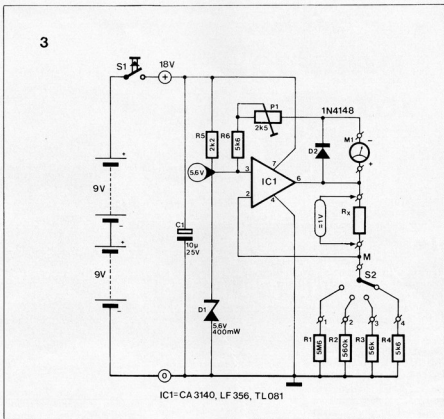 3
S1
18V
+
P1
2k5
1N4148
M1
-
+
R5
2k2
R6
5k6
D2
5.6V
3
7
IC1
6
2
4
+
9V
-
+
9V
-
C1
10µ
25V
= 1V
Rx
M
S2
D1
5.6V
400mW
1
2
3
4
R1
5M6
R2
560k
R3
56k
R4
5k6
0
IC1= CA 3140, LF 356, TL081